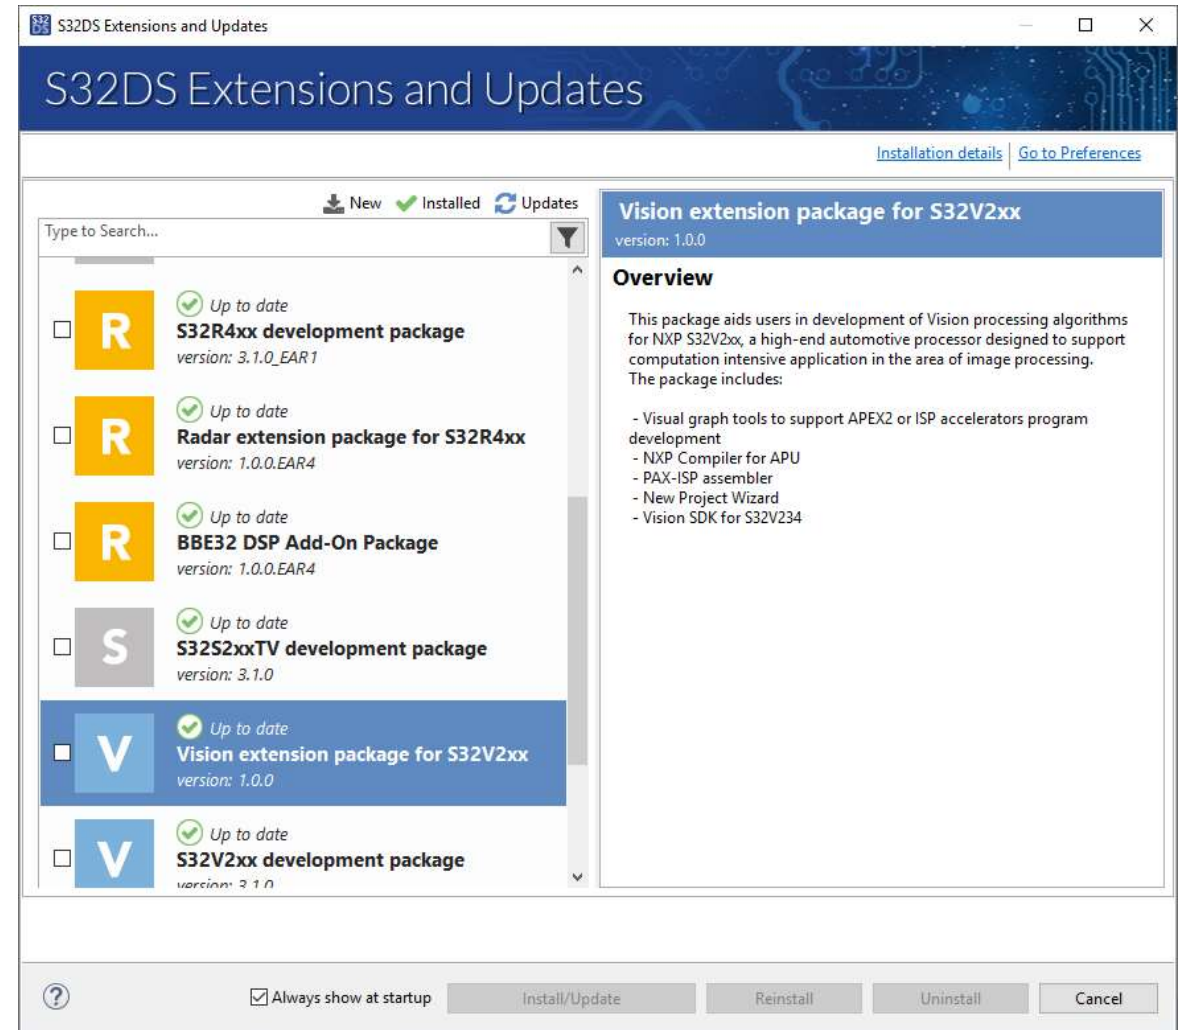 S32DS Extensions and Updates
S32DS Extensions and Updates
Installation details
Go to Preferences
New
Installed
Updates
Type to Search...
R
Up to date
S32R4xx development package
version: 3.1.0_EAR1
R
Up to date
Radar extension package for S32R4xx
version: 1.0.0.EAR4
R
Up to date
BBE32 DSP Add-On Package
version: 1.0.0.EAR4
S
Up to date
S32S2xxTV development package
version: 3.1.0
V
Up to date
Vision extension package for S32V2xx
version: 1.0.0
V
Up to date
S32V2xx development package
version: 3.1.0
Vision extension package for S32V2xx
version: 1.0.0
Overview
This package aids users in development of Vision processing algorithms
for NXP S32V2xx, a high-end automotive processor designed to support
computation intensive application in the area of image processing.
The package includes:
- Visual graph tools to support APEX2 or ISP accelerators program
development
- NXP Compiler for APU
- PAX-ISP assembler
- New Project Wizard
- Vision SDK for S32V234
?
Always show at startup
Install/Update
Reinstall
Uninstall
Cancel